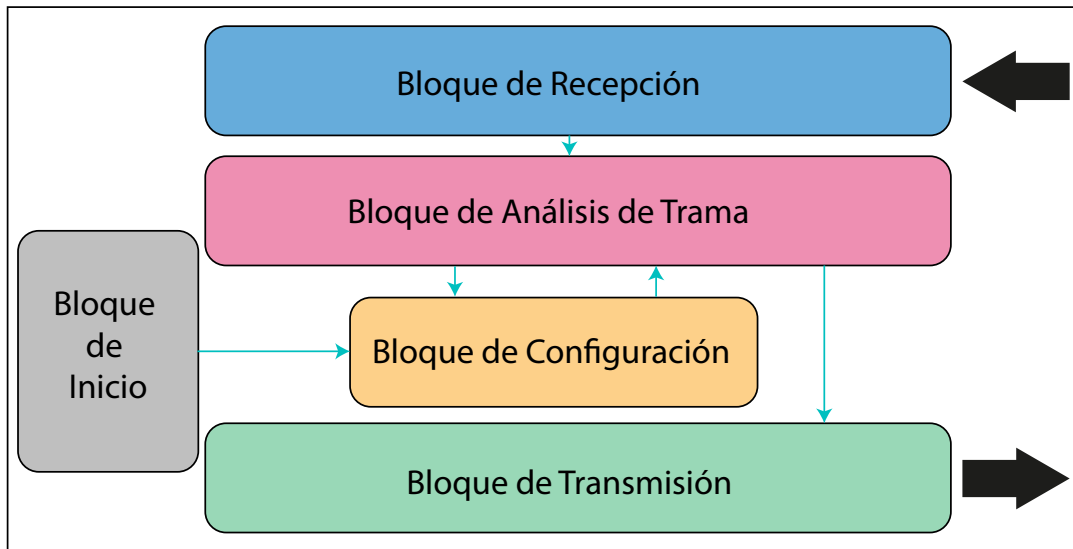 Bloque de Recepción
Bloque de Análisis de Trama
Bloque
de
Inicio
Bloque de Configuración
Bloque de Transmisión